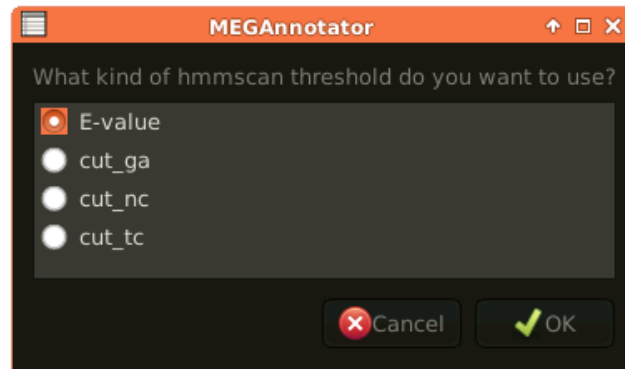 MEGAnnotator
What kind of hmmscan threshold do you want to use?
E-value
cut_ga
cut_nc
cut_tc
Cancel OK